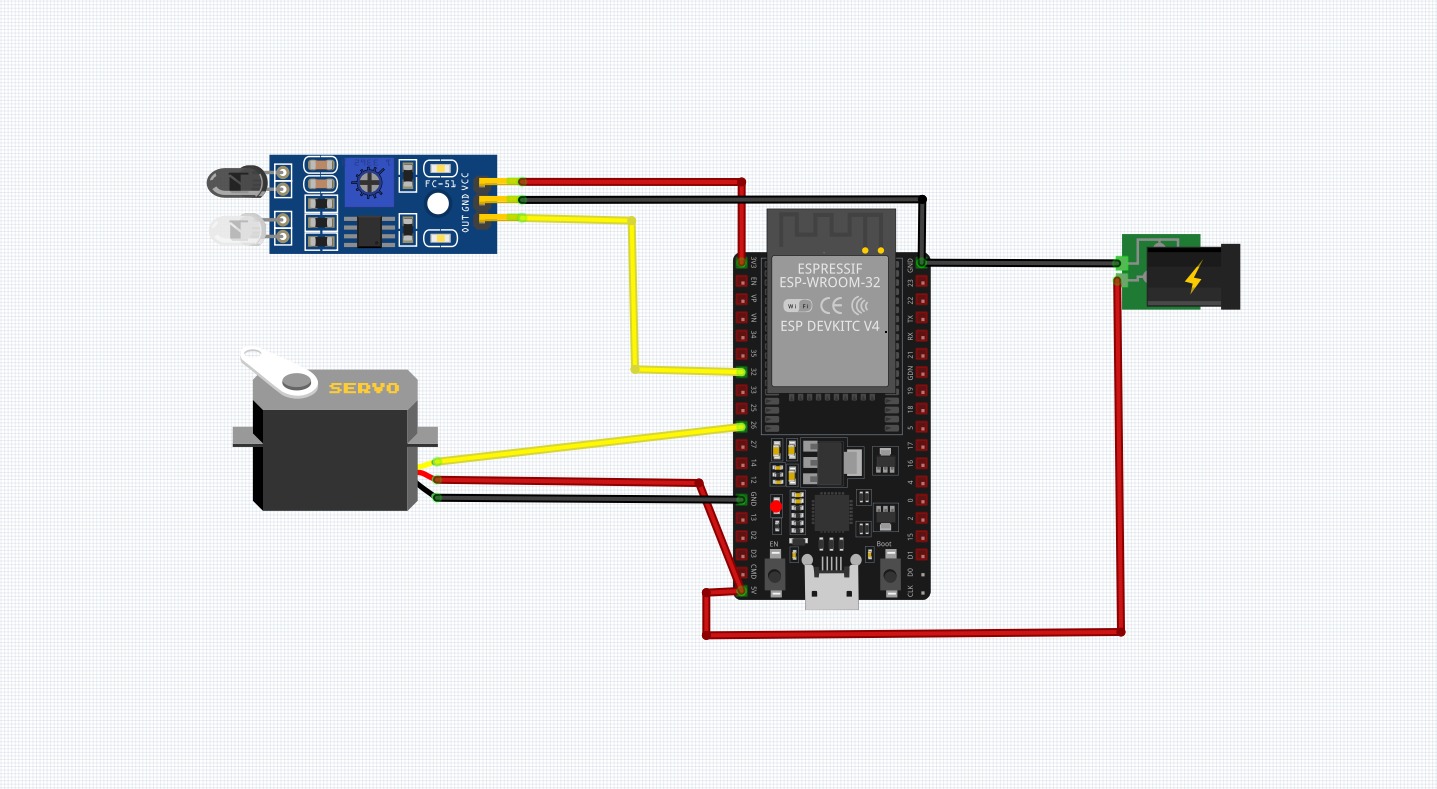 FC-51
VCC
GND
OUT
SERVO
ESPRESSIF
ESP-WROOM-32
Wi Fi
CE
ESP DEVKITC V4
3V3
EN
VP
VN
34
35
32
33
25
26
27
14
12
GND
13
D2
D3
CMD
5V
GND
23
22
TX
RX
21
GDN
19
18
5
17
16
4
0
2
15
D1
D0
CLK
EN
Boot